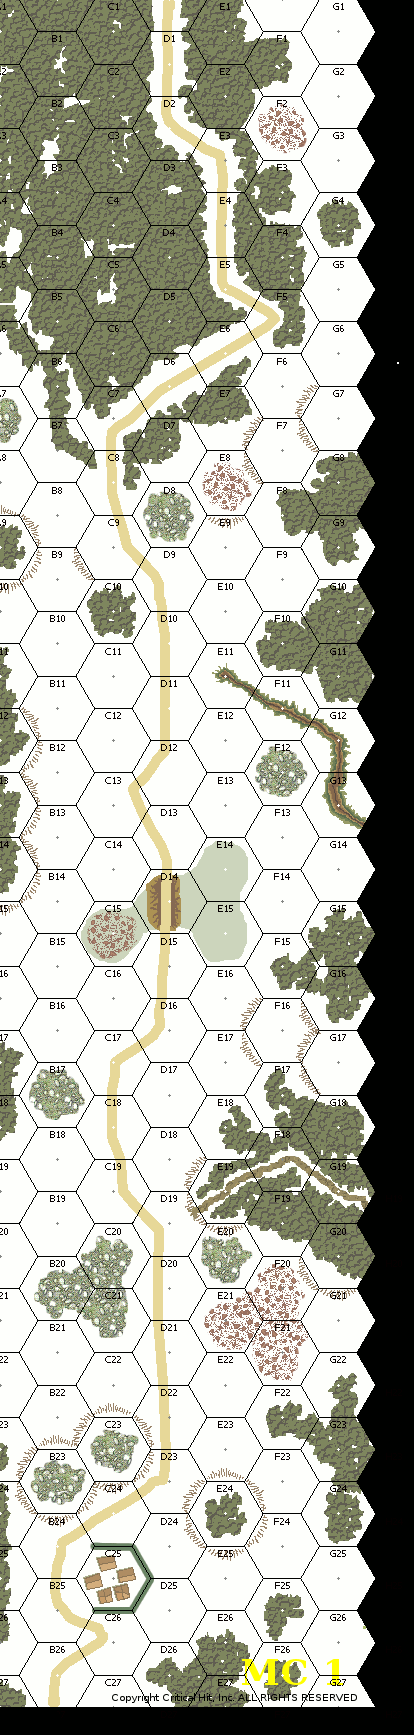 C1 E1 G1
B1 D1 F1
C2 E2 G2
B2 D2 F2
C3 E3 G3
B3 D3 F3
C4 E4 G4
B4 D4 F4
C5 E5 G5
B5 D5 F5
C6 E6 G6
B6 D6 F6
C7 E7 G7
B7 D7 F7
C8 E8 G8
B8 D8 F8
C9 E9 G9
B9 D9 F9
C10 E10 G10
B10 D10 F10
C11 E11 G11
B11 D11 F11
C12 E12 G12
B12 D12 F12
C13 E13 G13
B13 D13 F13
C14 E14 G14
B14 D14 F14
C15 E15 G15
B15 D15 F15
C16 E16 G16
B16 D16 F16
C17 E17 G17
B17 D17 F17
C18 E18 G18
B18 D18 F18
C19 E19 G19
B19 D19 F19
C20 E20 G20
B20 D20 F20
C21 E21 G21
B21 D21 F21
C22 E22 G22
B22 D22 F22
C23 E23 G23
B23 D23 F23
C24 E24 G24
B24 D24 F24
C25 E25 G25
B25 D25 F25
C26 E26 G26
B26 D26 F26
C27 E27 G27
MC 1
Copyright Critical Hit, Inc. ALL RIGHTS RESERVED